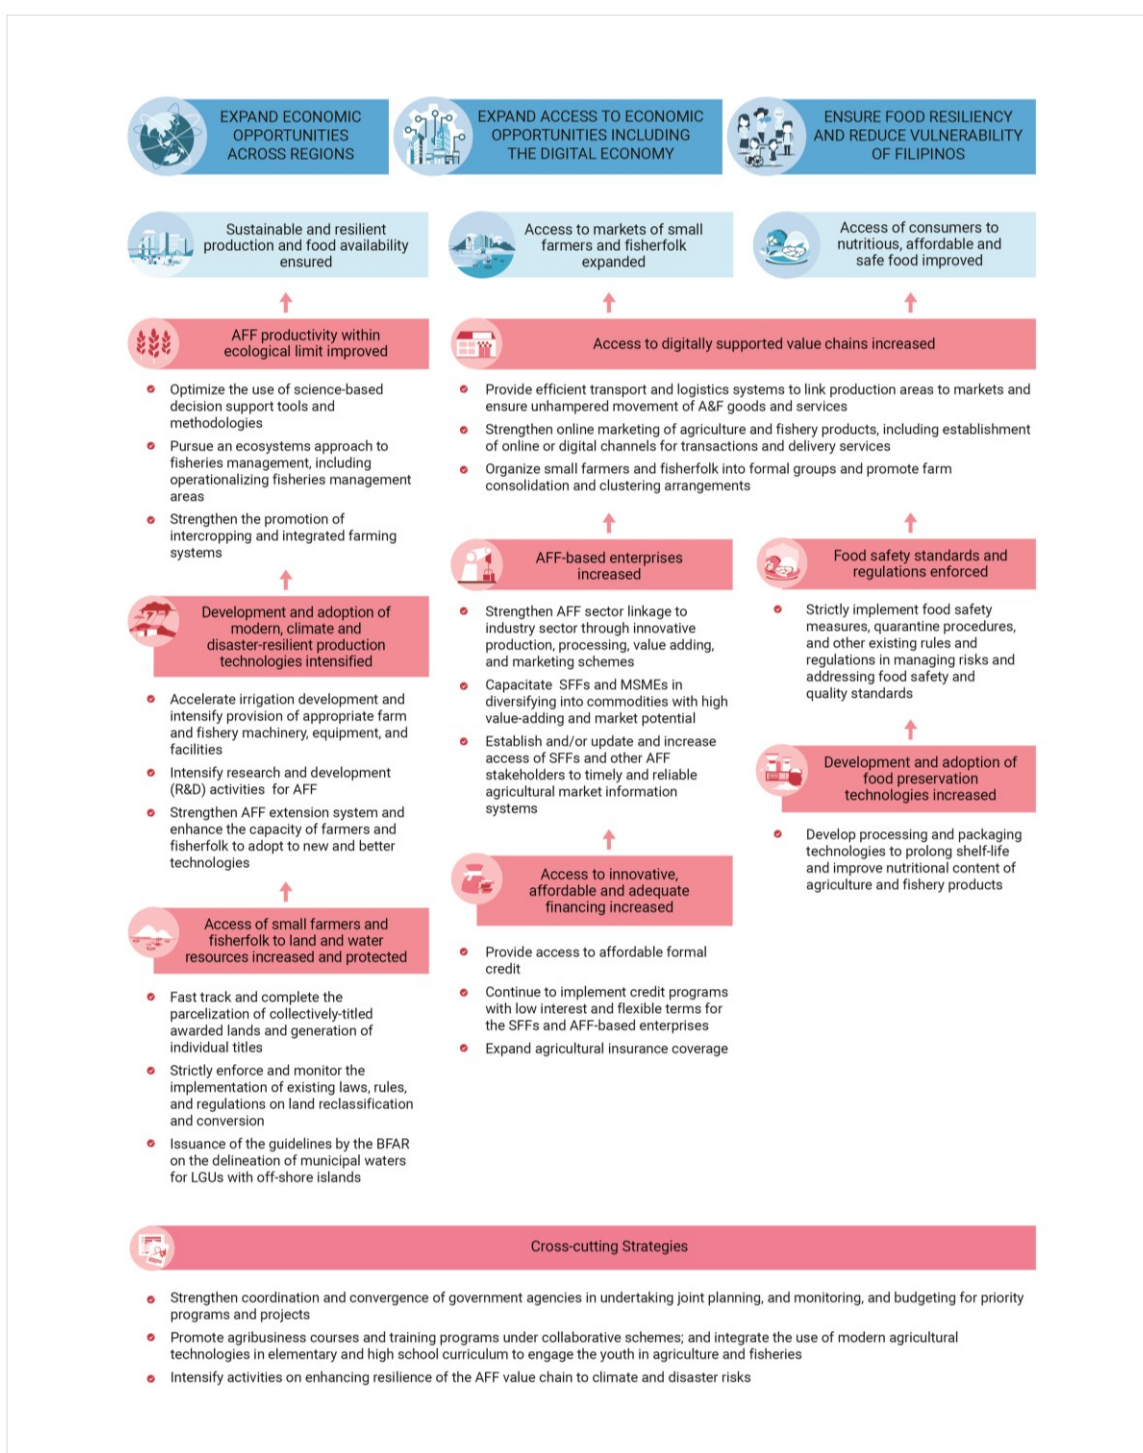 EXPAND ECONOMIC
OPPORTUNITIES
ACROSS REGIONS
EXPAND ACCESS TO ECONOMIC
OPPORTUNITIES INCLUDING
THE DIGITAL ECONOMY
ENSURE FOOD RESILIENCY
AND REDUCE VULNERABILITY
OF FILIPINOS
Sustainable and resilient
production and food availability
ensured
Access to markets of small
farmers and fisherfolk
expanded
Access of consumers to
nutritious, affordable and
safe food improved
AFF productivity within
ecological limit improved
Optimize the use of science-based
decision support tools and
methodologies
Pursue an ecosystems approach to
fisheries management, including
operationalizing fisheries management
areas
Strengthen the promotion of
intercropping and integrated farming
systems
Development and adoption of
modern, climate and
disaster-resilient production
technologies intensified
Accelerate irrigation development and
intensify provision of appropriate farm
and fishery machinery, equipment, and
facilities
Intensify research and development
(R&D) activities for AFF
Strengthen AFF extension system and
enhance the capacity of farmers and
fisherfolk to adopt to new and better
technologies
Access of small farmers and
fisherfolk to land and water
resources increased and protected
Fast track and complete the
parcelization of collectively-titled
awarded lands and generation of
individual titles
Strictly enforce and monitor the
implementation of existing laws, rules,
and regulations on land reclassification
and conversion
Issuance of the guidelines by the BFAR
on the delineation of municipal waters
for LGUs with off-shore islands
Access to digitally supported value chains increased
Provide efficient transport and logistics systems to link production areas to markets and
ensure unhampered movement of A&F goods and services
Strengthen online marketing of agriculture and fishery products, including establishment
of online or digital channels for transactions and delivery services
Organize small farmers and fisherfolk into formal groups and promote farm
consolidation and clustering arrangements
AFF-based enterprises
increased
Strengthen AFF sector linkage to
industry sector through innovative
production, processing, value adding,
and marketing schemes
Capacitate SFFs and MSMEs in
diversifying into commodities with high
value-adding and market potential
Establish and/or update and increase
access of SFFs and other AFF
stakeholders to timely and reliable
agricultural market information
systems
Access to innovative,
affordable and adequate
financing increased
Provide access to affordable formal
credit
Continue to implement credit programs
with low interest and flexible terms for
the SFFs and AFF-based enterprises
Expand agricultural insurance coverage
Food safety standards and
regulations enforced
Strictly implement food safety
measures, quarantine procedures,
and other existing rules and
regulations in managing risks and
addressing food safety and
quality standards
Development and adoption of
food preservation
technologies increased
Develop processing and packaging
technologies to prolong shelf-life
and improve nutritional content of
agriculture and fishery products
Cross-cutting Strategies
Strengthen coordination and convergence of government agencies in undertaking joint planning, and monitoring, and budgeting for priority
programs and projects
Promote agribusiness courses and training programs under collaborative schemes; and integrate the use of modern agricultural
technologies in elementary and high school curriculum to engage the youth in agriculture and fisheries
Intensify activities on enhancing resilience of the AFF value chain to climate and disaster risks